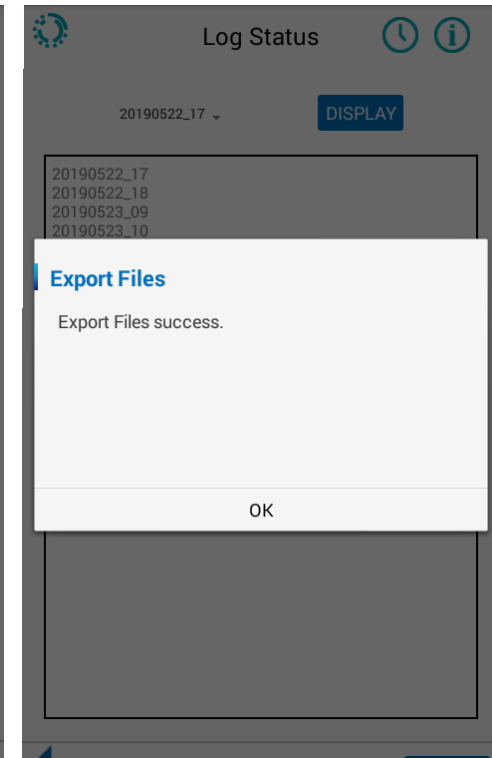 Log Status
20190522_17
DISPLAY
20190522_17
20190522_18
20190523_09
20190523_10
Export Files
Export Files success.
OK